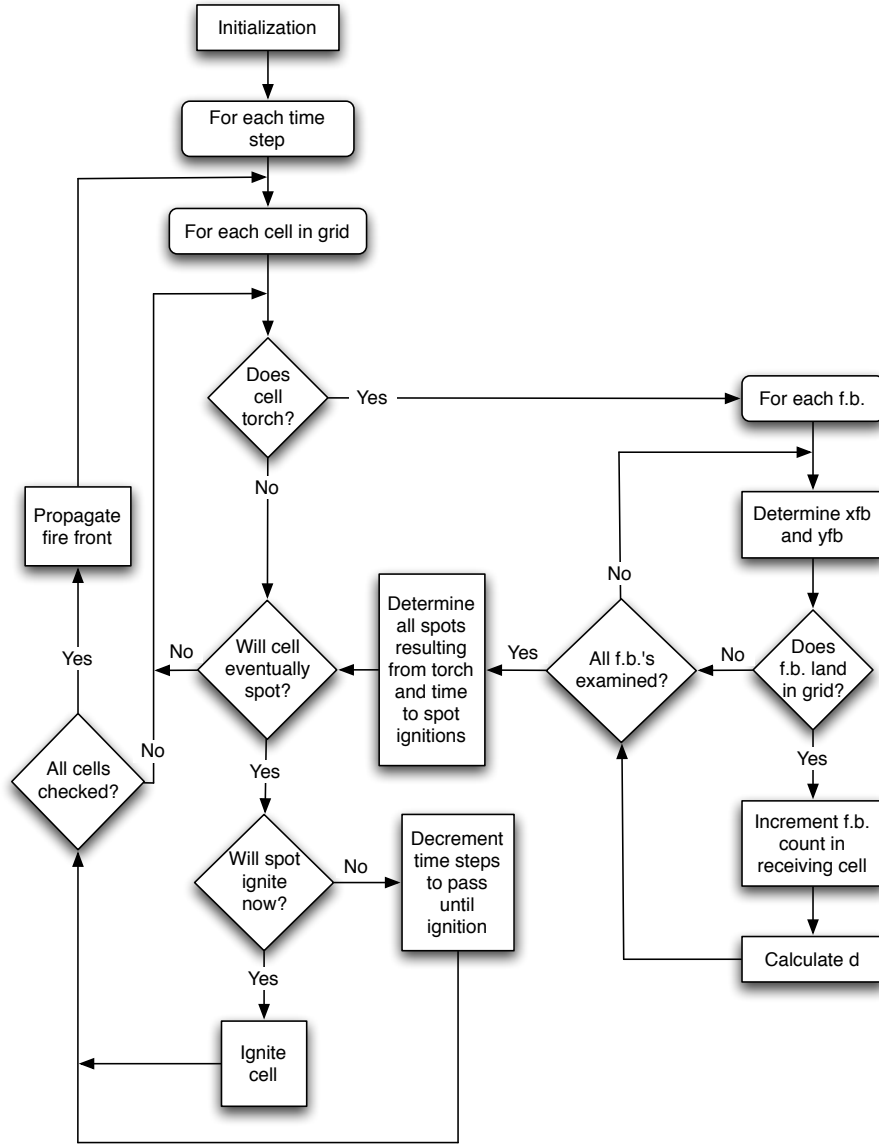 Initialization
For each time
step
For each cell in grid
Does
cell
torch?
Yes
For each f.b.
No
Propagate
fire front
Determine xfb
and yfb
No
Determine
all spots
resulting
from torch
and time
to spot
ignitions
Will cell
eventually
spot?
No
Yes
All f.b.'s
examined?
No
Does
f.b. land
in grid?
Yes
No
All cells
checked?
Yes
Yes
Increment f.b.
count in
receiving cell
Will spot
ignite
now?
No
Decrement
time steps
to pass
until
ignition
Calculate d
Yes
Ignite
cell